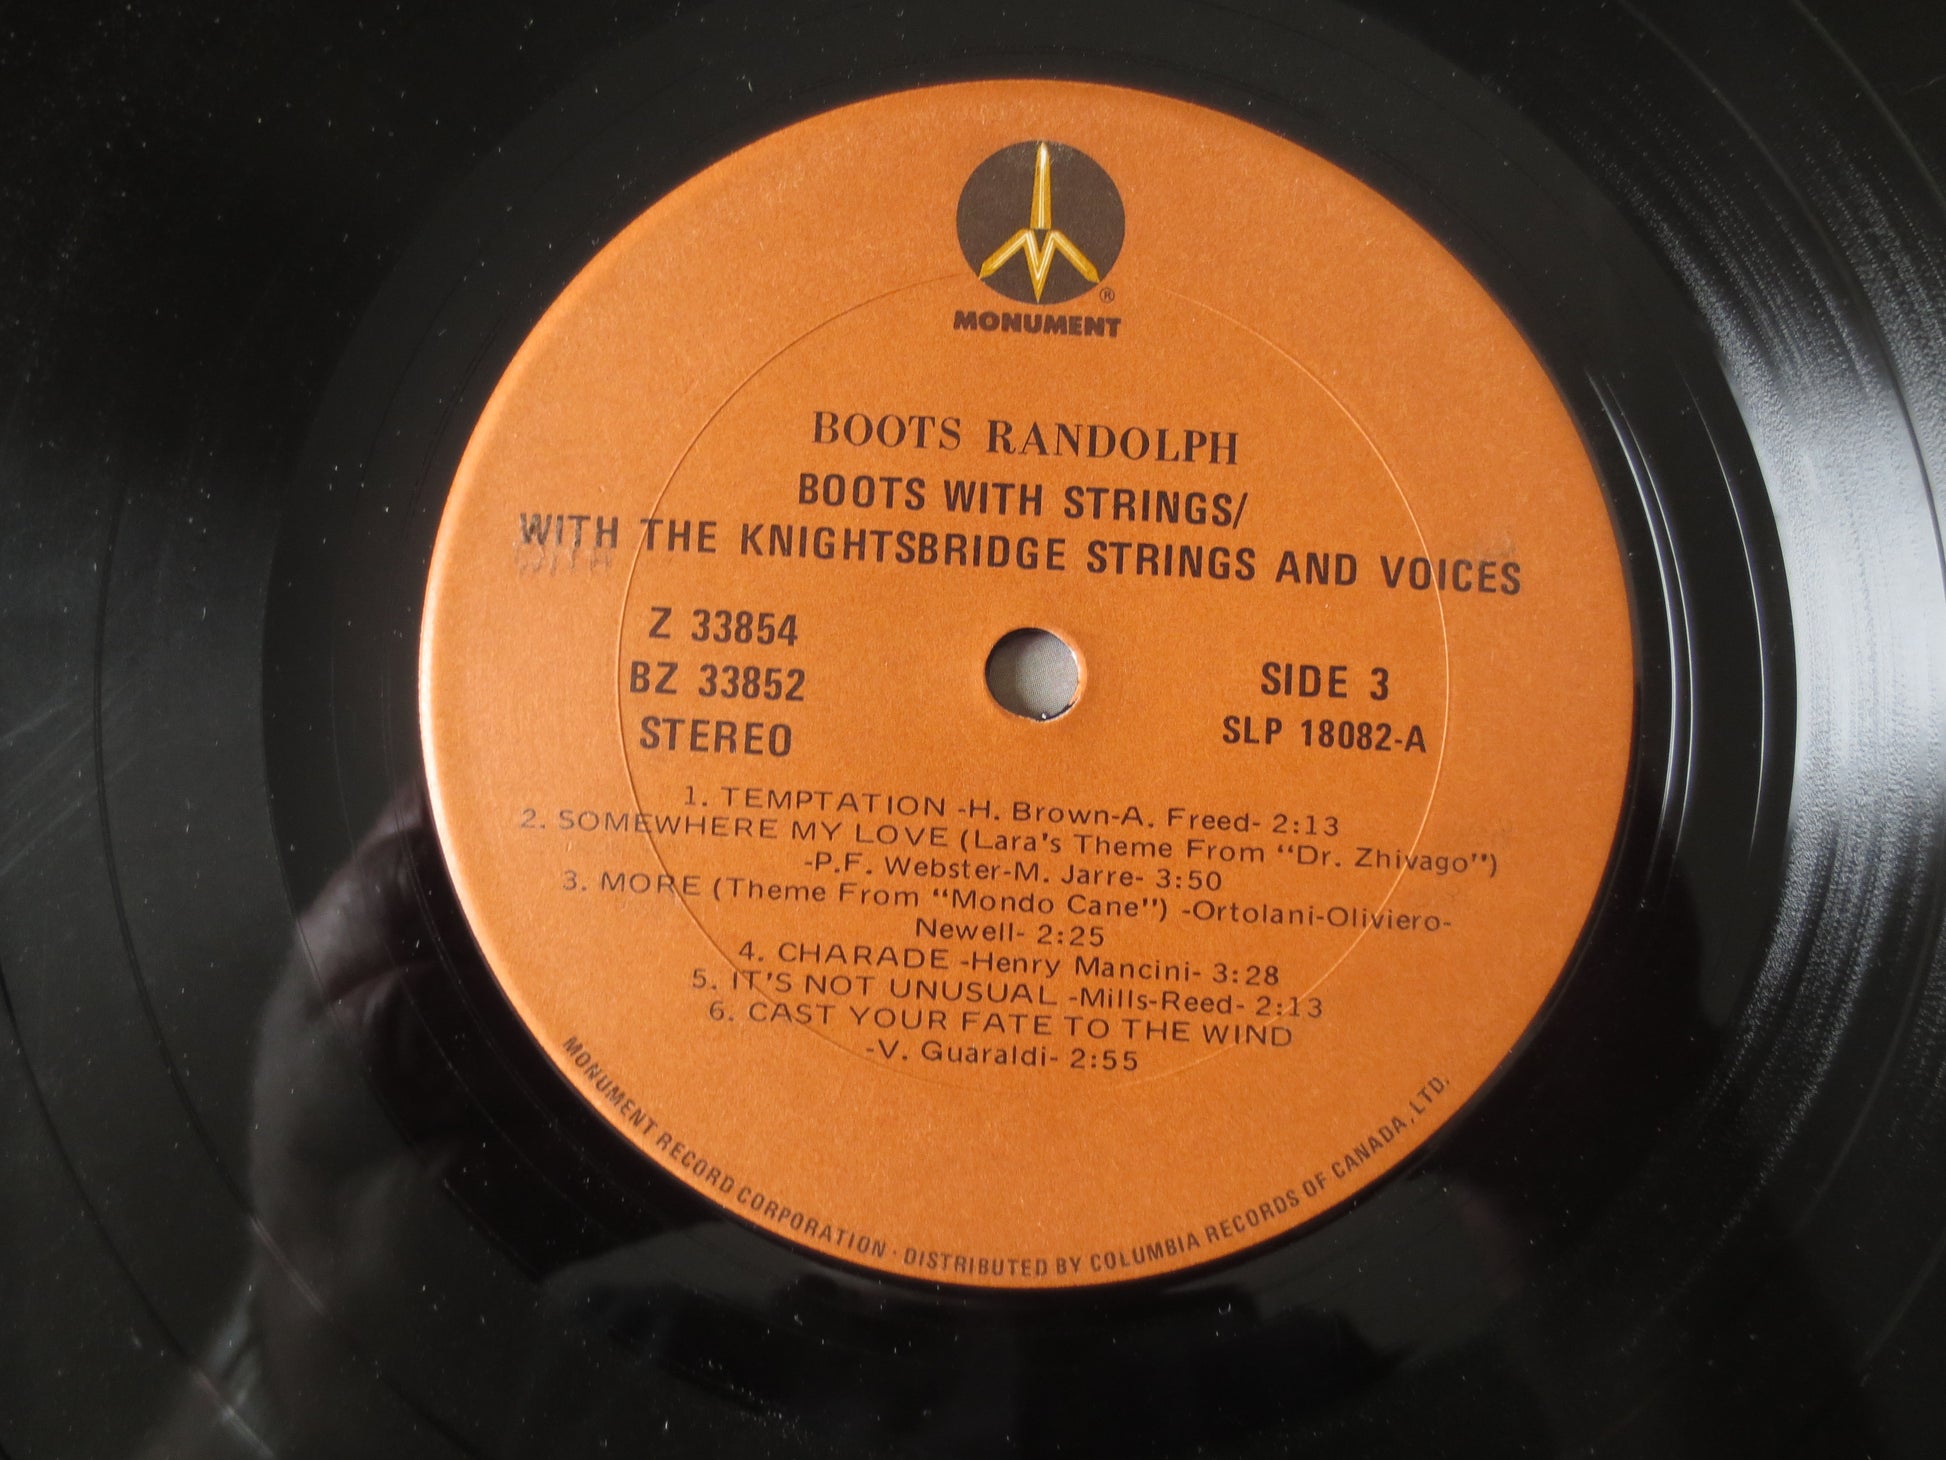 ®
MONUMENT
BOOTS RANDOLPH
BOOTS WITH STRINGS/
WITH THE KNIGHTSBRIDGE STRINGS AND VOICES
Z 33854
BZ 33852
STEREO
SIDE 3
SLP 18082-A
1. TEMPTATION -H. Brown-A. Freed- 2:13
2. SOMEWHERE MY LOVE (Lara's Theme From "Dr. Zhivago")
-P.F. Webster-M. Jarre- 3:50
3. MORE (Theme From "Mondo Cane") -Ortolani-Oliviero-
Newell- 2:25
4. CHARADE -Henry Mancini- 3:28
5. IT'S NOT UNUSUAL -Mills-Reed- 2:13
6. CAST YOUR FATE TO THE WIND
-V. Guaraldi- 2:55
MONUMENT RECORD CORPORATION · DISTRIBUTED BY COLUMBIA RECORDS OF CANADA, LTD.